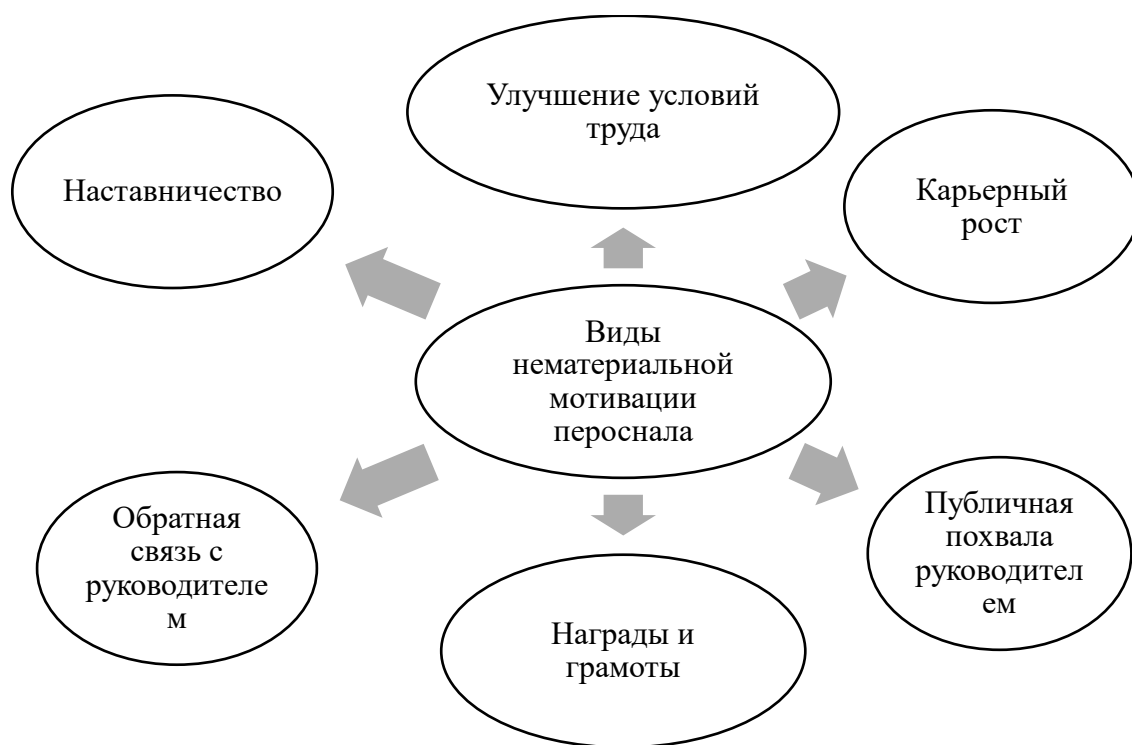 Улучшение условий
труда
Наставничество
Карьерный
рост
Виды
нематериальной
мотивации
пероснала
Обратная
связь с
руководителе
м
Публичная
похвала
руководител
ем
Награды и
грамоты